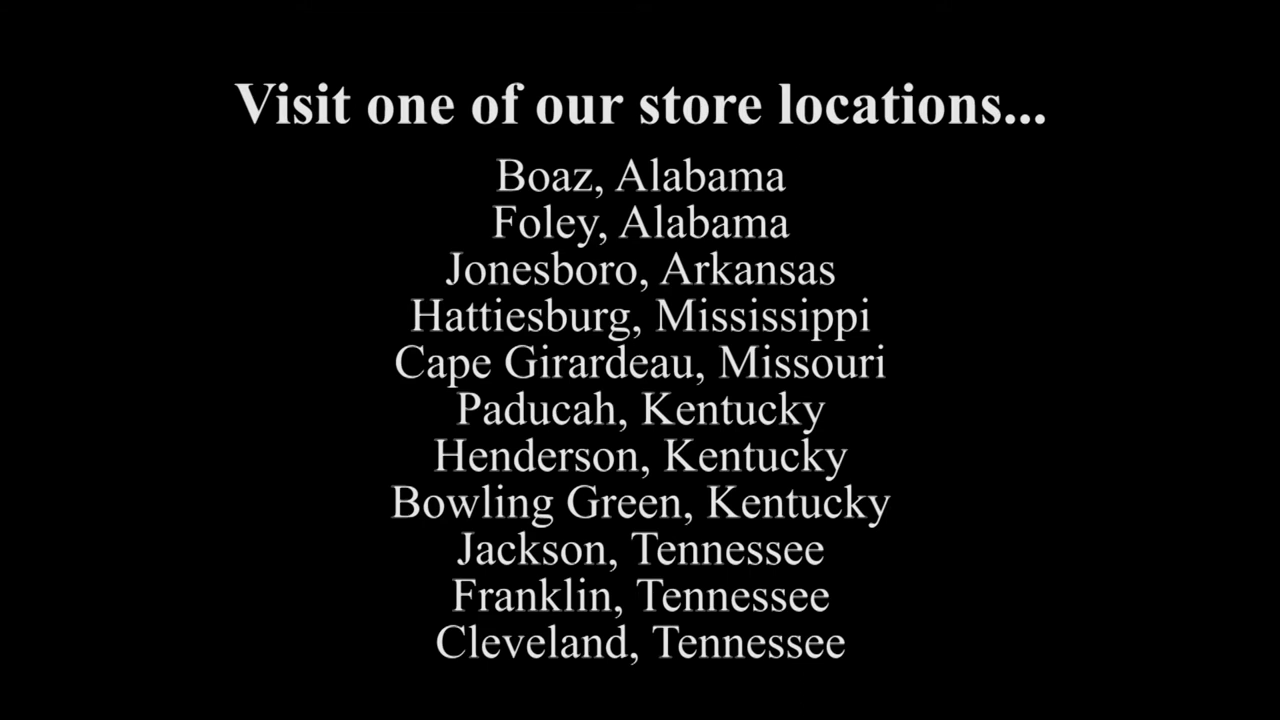 Visit one of our store locations...
Boaz, Alabama
Foley, Alabama
Jonesboro, Arkansas
Hattiesburg, Mississippi
Cape Girardeau, Missouri
Paducah, Kentucky
Henderson, Kentucky
Bowling Green, Kentucky
Jackson, Tennessee
Franklin, Tennessee
Cleveland, Tennessee